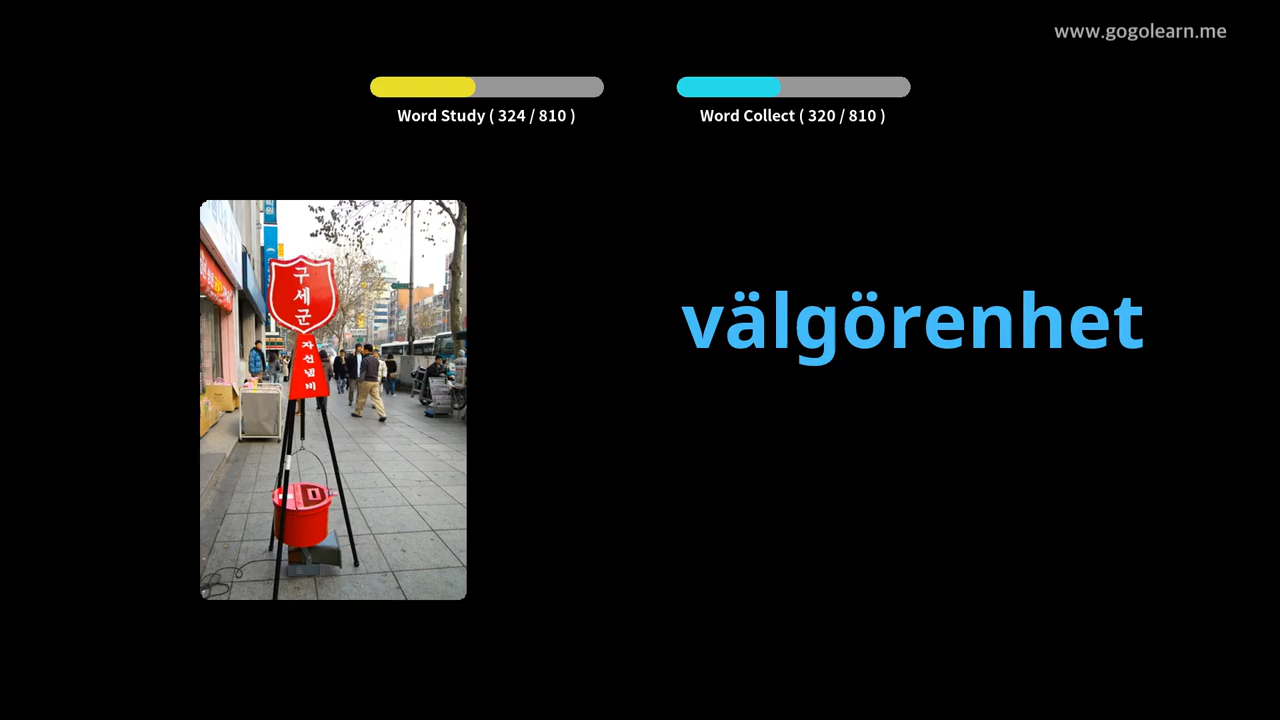 www.gogolearn.me
Word Study ( 324 / 810 )
Word Collect ( 320 / 810 )
구세군
자선냄비
välgörenhet